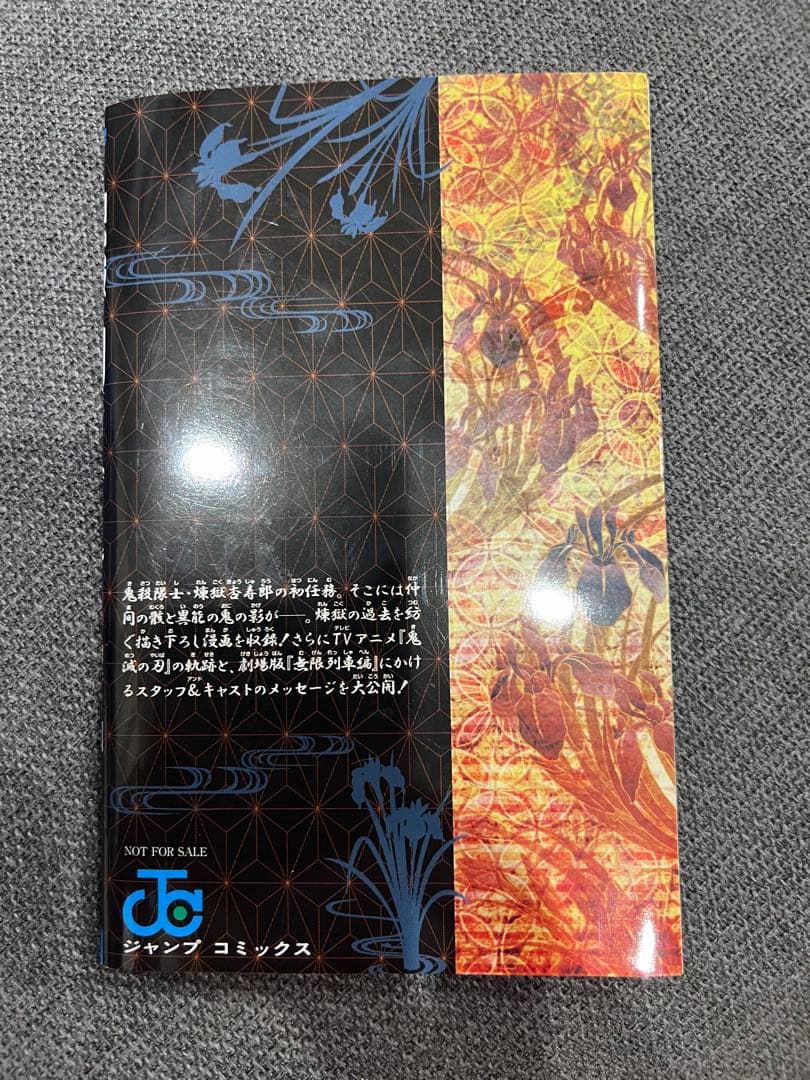 鬼殺隊士・煉獄杏寿郎の初任務。そこには仲
間の骸と異能の鬼の影が――。煉獄の過去を紡
ぐ描き下ろし漫画を収録!さらにTVアニメ『鬼
滅の刃』の軌跡と、劇場版『無限列車編』にかけ
るスタッフ&キャストのメッセージを大公開!
NOT FOR SALE
JC
ジャンプ コミックス